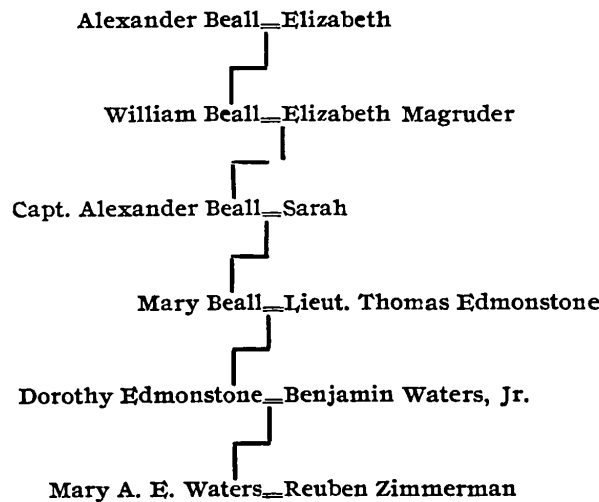 Alexander Beall=Elizabeth
William Beall=Elizabeth Magruder
Capt. Alexander Beall=Sarah
Mary Beall=Lieut. Thomas Edmonstone
Dorothy Edmonstone=Benjamin Waters, Jr.
Mary A. E. Waters=Reuben Zimmerman